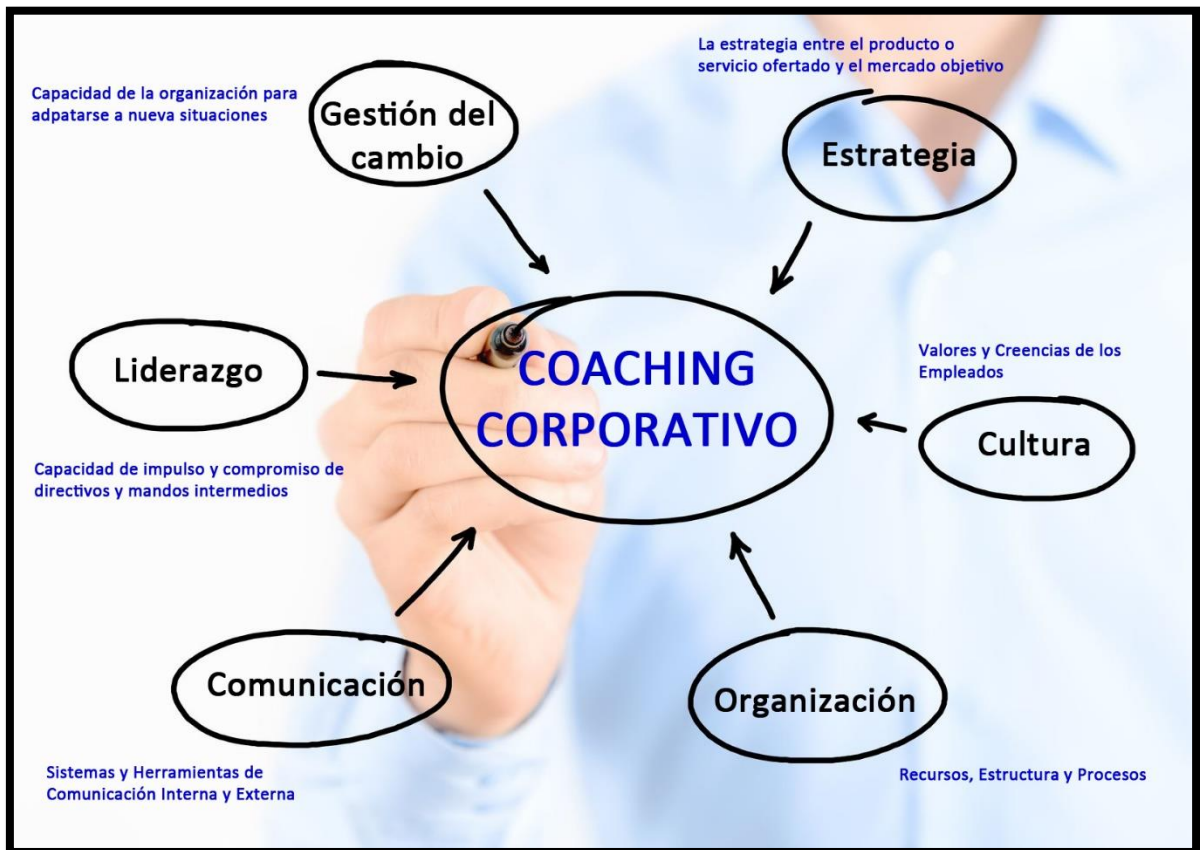 La estrategia entre el producto o
servicio ofertado y el mercado objetivo
Capacidad de la organización para
adpatarse a nueva situaciones
Gestión del
cambio
Estrategia
Liderazgo
COACHING
CORPORATIVO
Valores y Creencias de los
Empleados
Cultura
Capacidad de impulso y compromiso de
directivos y mandos intermedios
Comunicación
Organización
Sistemas y Herramientas de
Comunicación Interna y Externa
Recursos, Estructura y Procesos